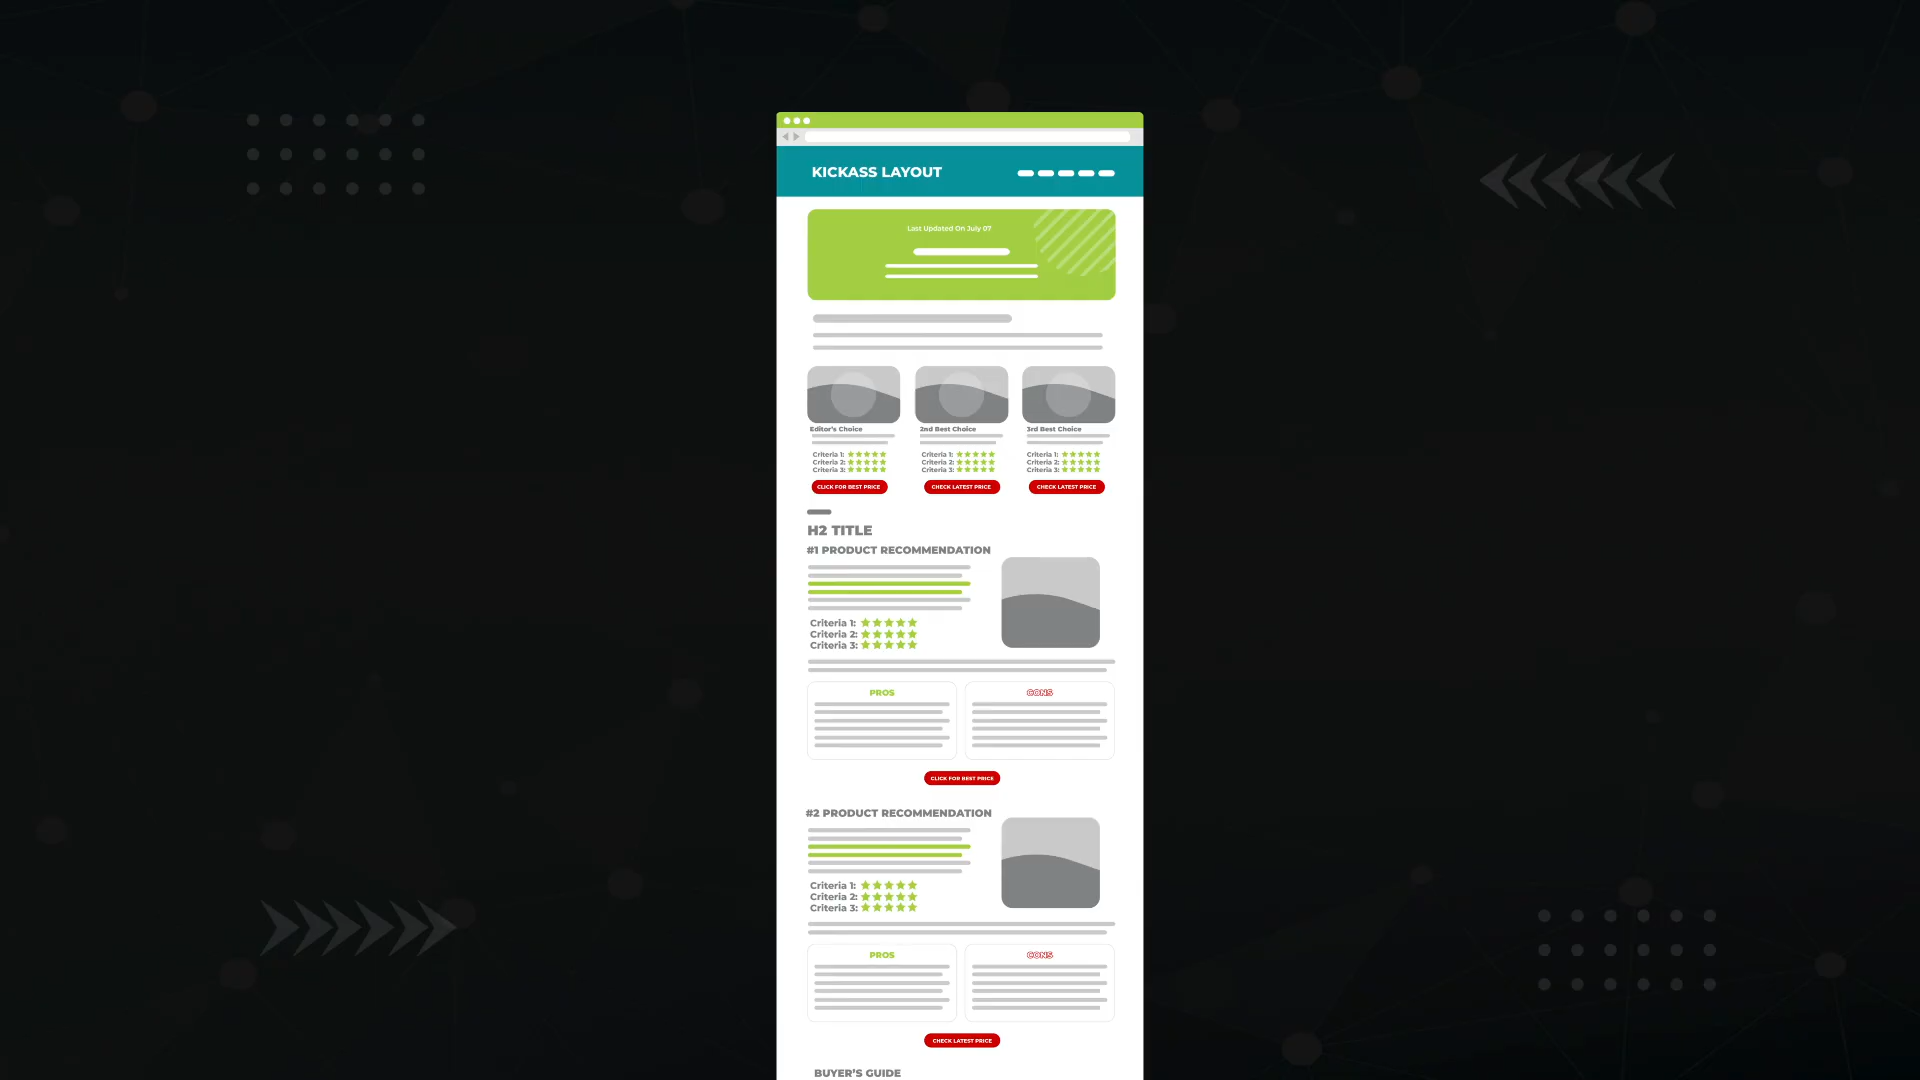 KICKASS LAYOUT
Last Updated On July 07
Editor's Choice 2nd Best Choice 3rd Best Choice
Criteria 1: Criteria 1: Criteria 1:
Criteria 2: Criteria 2: Criteria 2:
Criteria 3: Criteria 3: Criteria 3:
CLICK FOR BEST PRICE CHECK LATEST PRICE CHECK LATEST PRICE
H2 TITLE
#1 PRODUCT RECOMMENDATION
Criteria 1:
Criteria 2:
Criteria 3:
PROS CONS
CLICK FOR BEST PRICE
#2 PRODUCT RECOMMENDATION
Criteria 1:
Criteria 2:
Criteria 3:
PROS CONS
CHECK LATEST PRICE
BUYER'S GUIDE